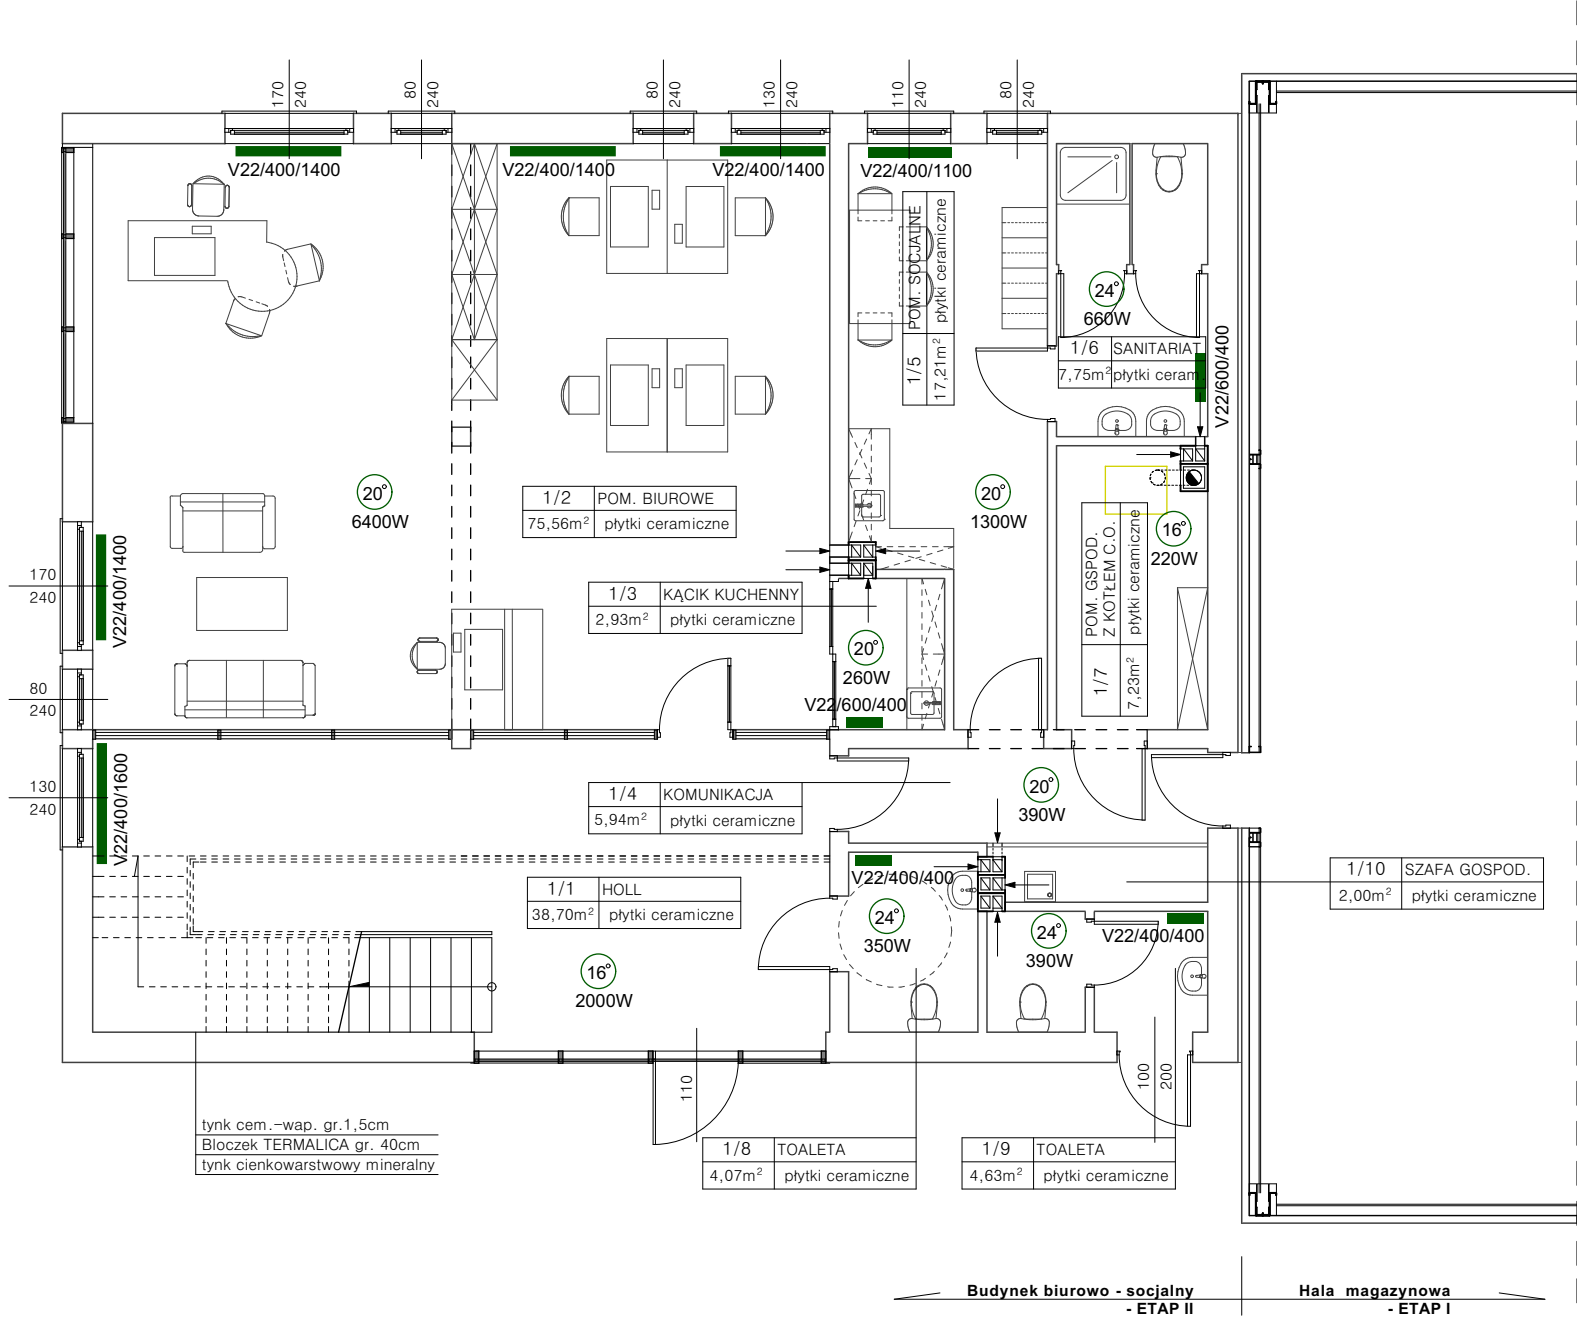 170
240
80
240
80
240
130
240
110
240
80
240
V22/400/1400
V22/400/1400
V22/400/1400
V22/400/1100
1/5
POM. SOCJALNE
17,21m²
płytki ceramiczne
24°
660W
1/6
SANITARIAT
7,75m²
płytki ceram.
V22/600/400
20°
6400W
1/2
POM. BIUROWE
75,56m²
płytki ceramiczne
20°
1300W
16°
220W
1/7
POM. GSPOD.
Z KOTŁEM C.O.
7,23m²
płytki ceramiczne
170
240
V22/400/1400
1/3
KĄCIK KUCHENNY
2,93m²
płytki ceramiczne
20°
260W
V22/600/400
80
240
130
240
V22/400/1600
1/4
KOMUNIKACJA
5,94m²
płytki ceramiczne
20°
390W
1/1
HOLL
38,70m²
płytki ceramiczne
V22/400/400
24°
350W
24°
390W
V22/400/400
1/10
SZAFA GOSPOD.
2,00m²
płytki ceramiczne
16°
2000W
110
100
200
tynk cem.-wap. gr.1,5cm
Bloczek TERMALICA gr. 40cm
tynk cienkowarstwowy mineralny
1/8
TOALETA
4,07m²
płytki ceramiczne
1/9
TOALETA
4,63m²
płytki ceramiczne
Budynek biurowo - socjalny
- ETAP II
Hala magazynowa
- ETAP I